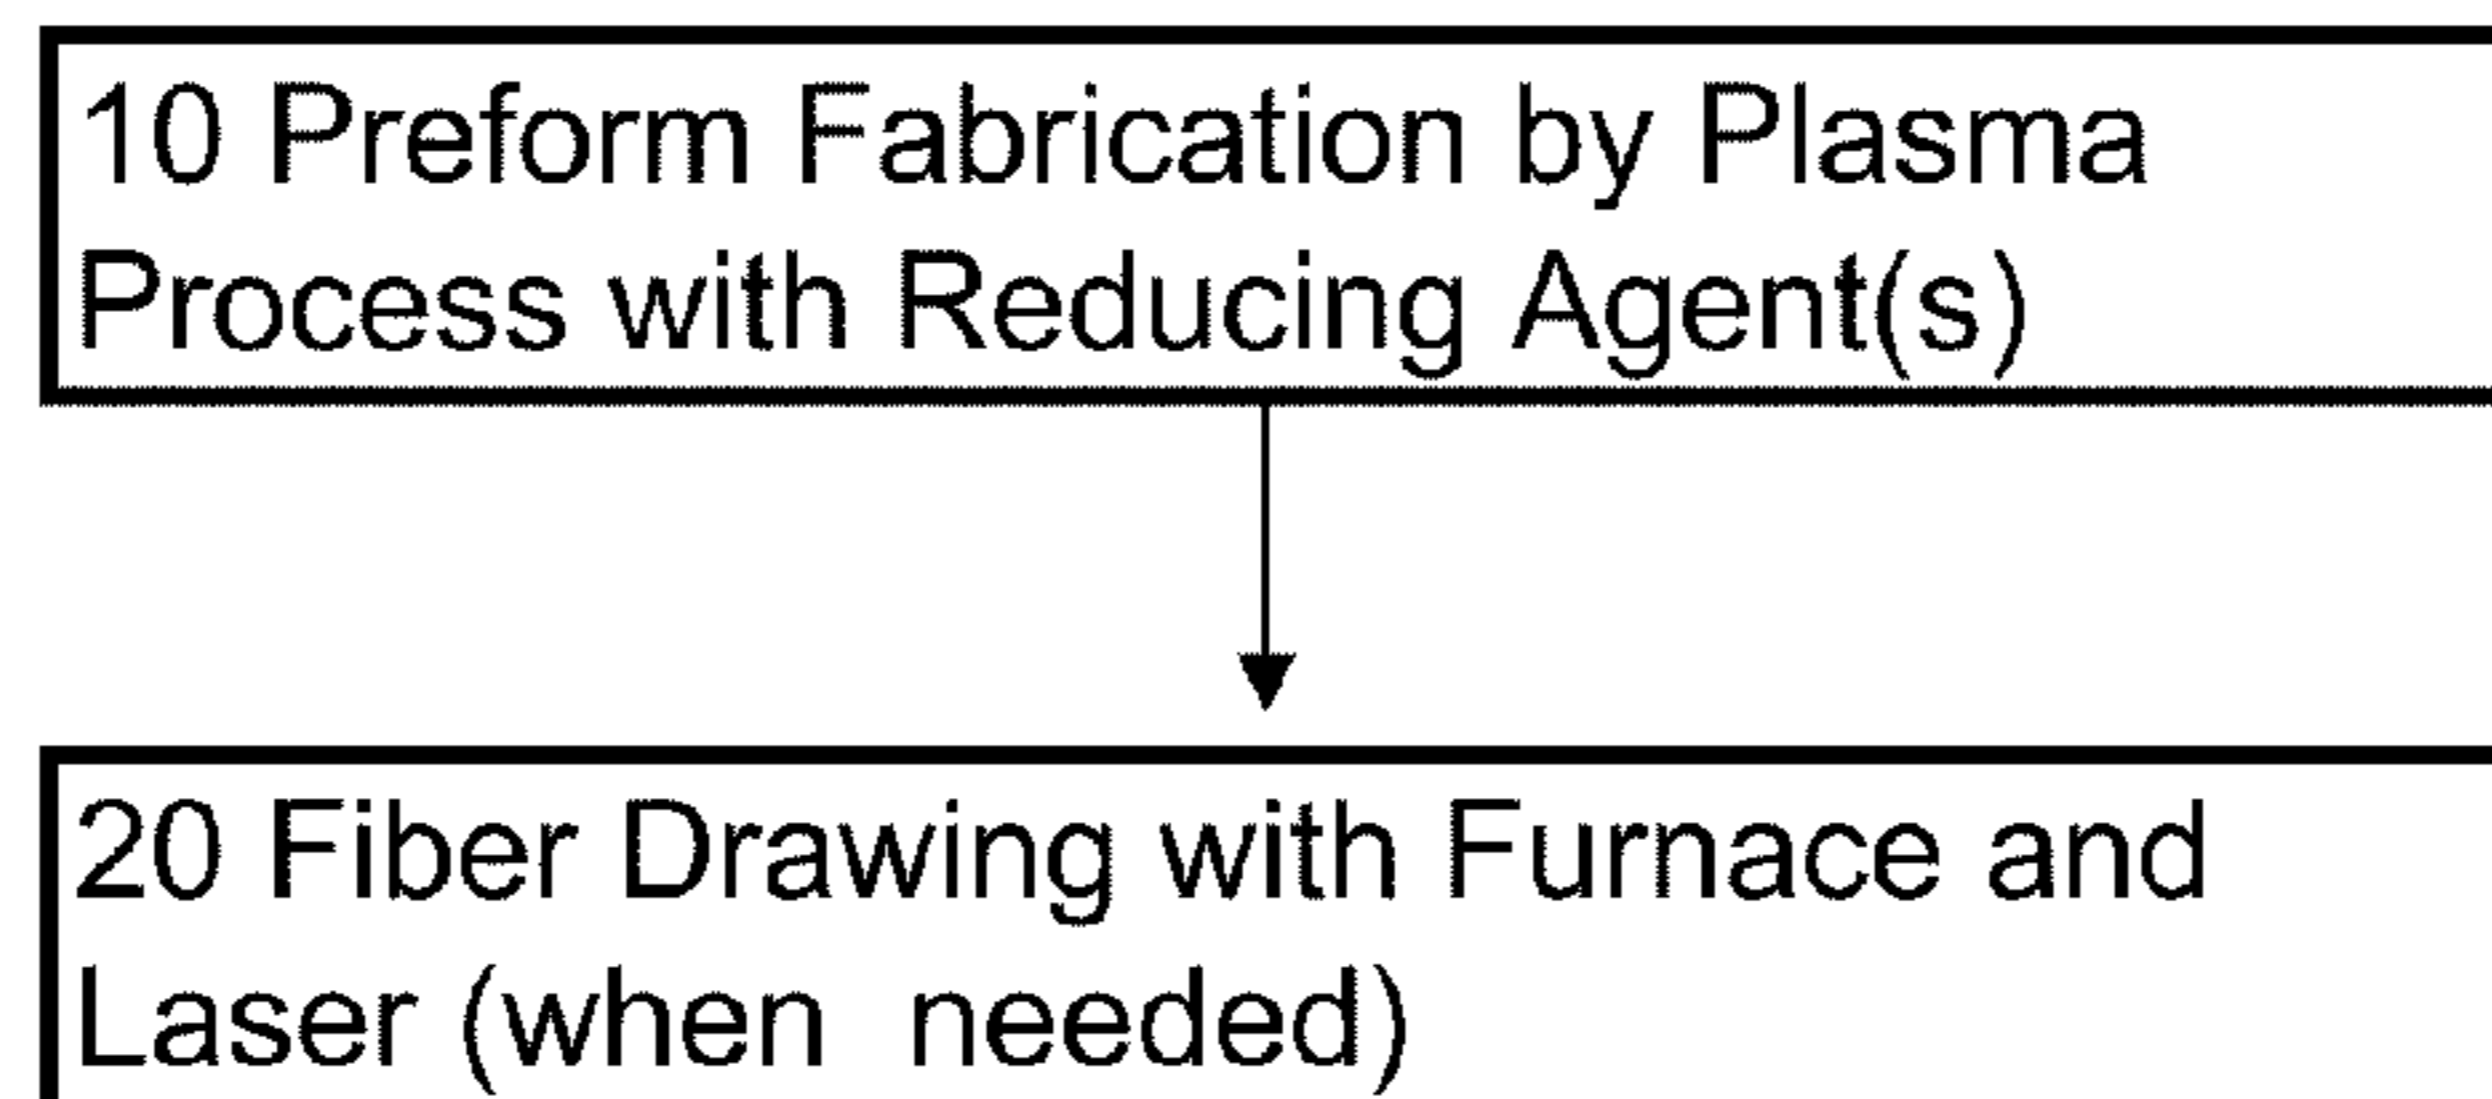 10 Preform Fabrication by Plasma
Process with Reducing Agent(s)
20 Fiber Drawing with Furnace and
Laser (when needed)